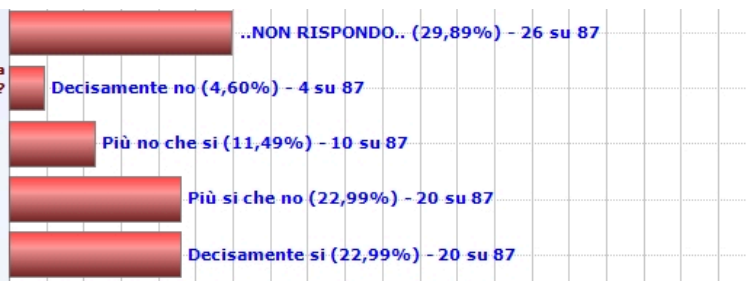 ..NON RISPONDO.. (29,89%) - 26 su 87
a
?
Decisamente no (4,60%) - 4 su 87
Più no che si (11,49%) - 10 su 87
Più si che no (22,99%) - 20 su 87
Decisamente si (22,99%) - 20 su 87